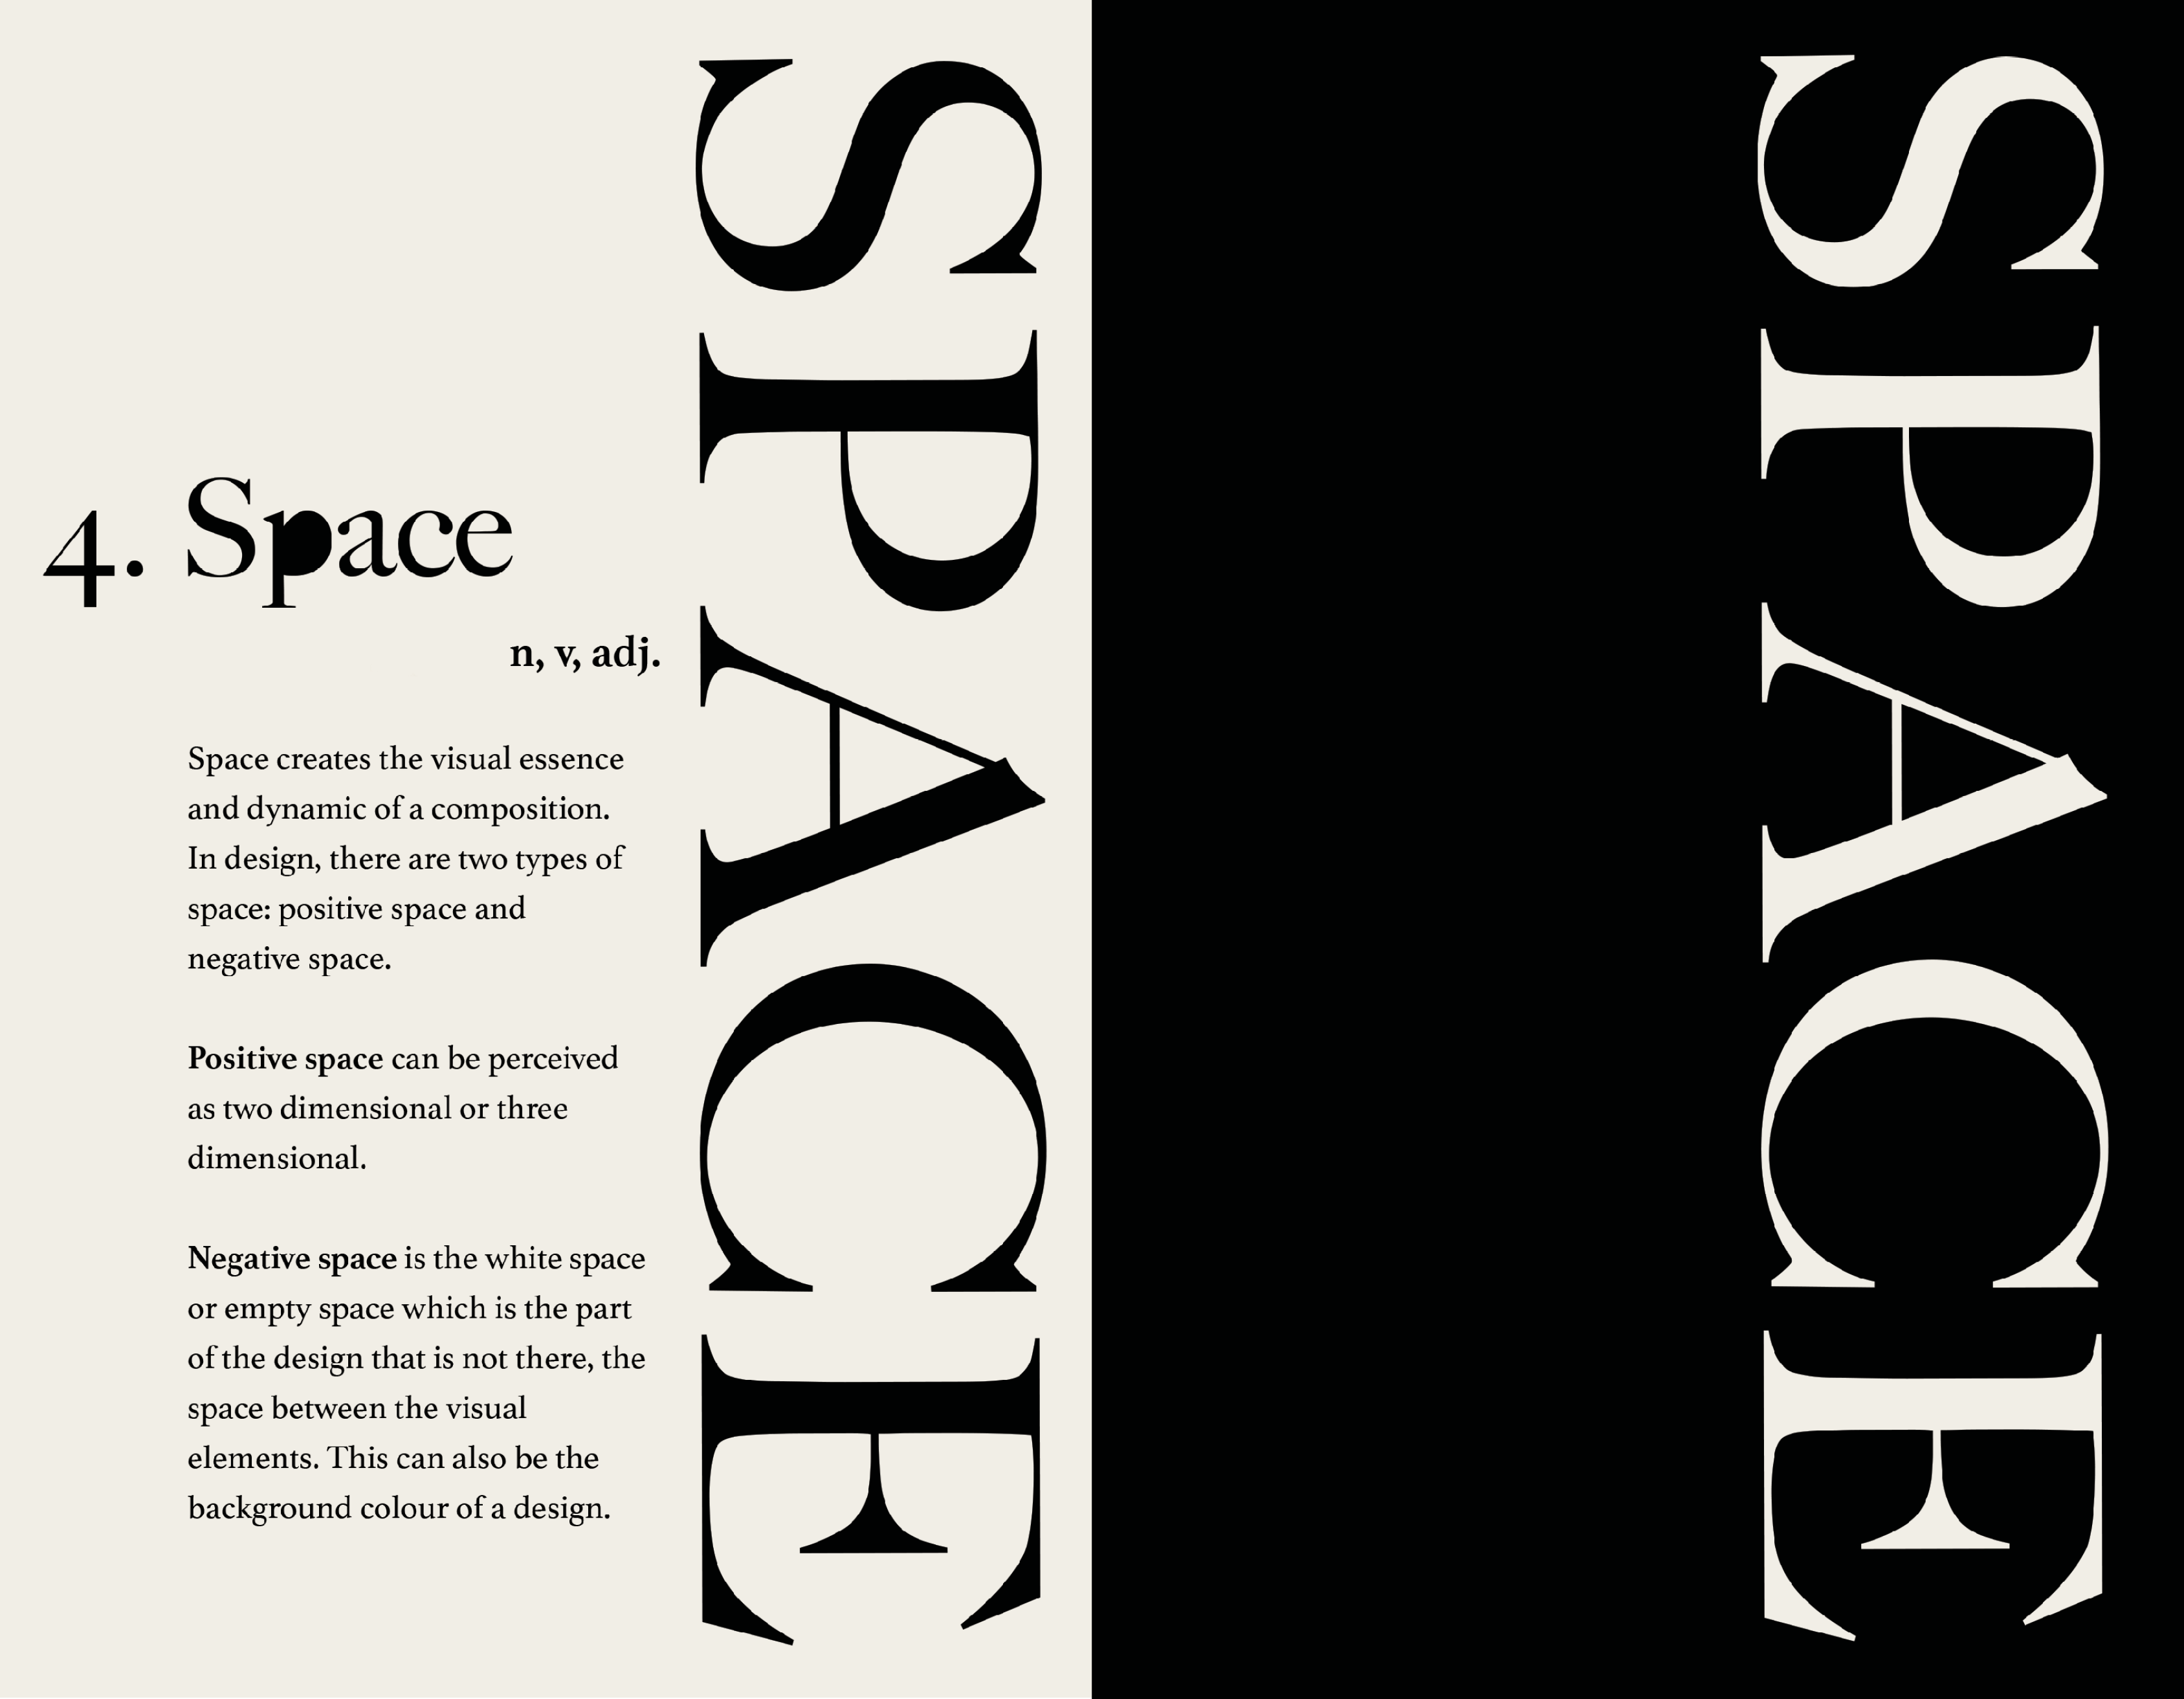 4. Space
n, v, adj.
Space creates the visual essence
and dynamic of a composition.
In design, there are two types of
space: positive space and
negative space.
Positive space can be perceived
as two dimensional or three
dimensional.
Negative space is the white space
or empty space which is the part
of the design that is not there, the
space between the visual
elements. This can also be the
background colour of a design.
SPACE
SPACE